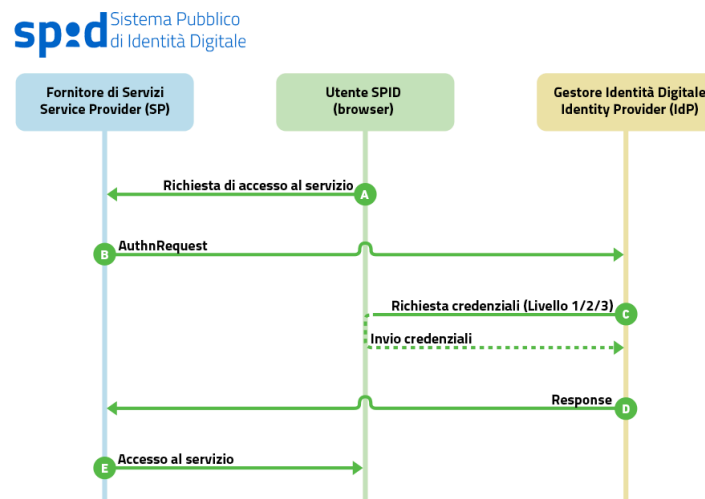 spid Sistema Pubblico
di Identità Digitale
Fornitore di Servizi
Service Provider (SP)
Utente SPID
(browser)
Gestore Identità Digitale
Identity Provider (IdP)
Richiesta di accesso al servizio
A
B
AuthnRequest
Richiesta credenziali (Livello 1/2/3)
C
Invio credenziali
Response
D
E
Accesso al servizio